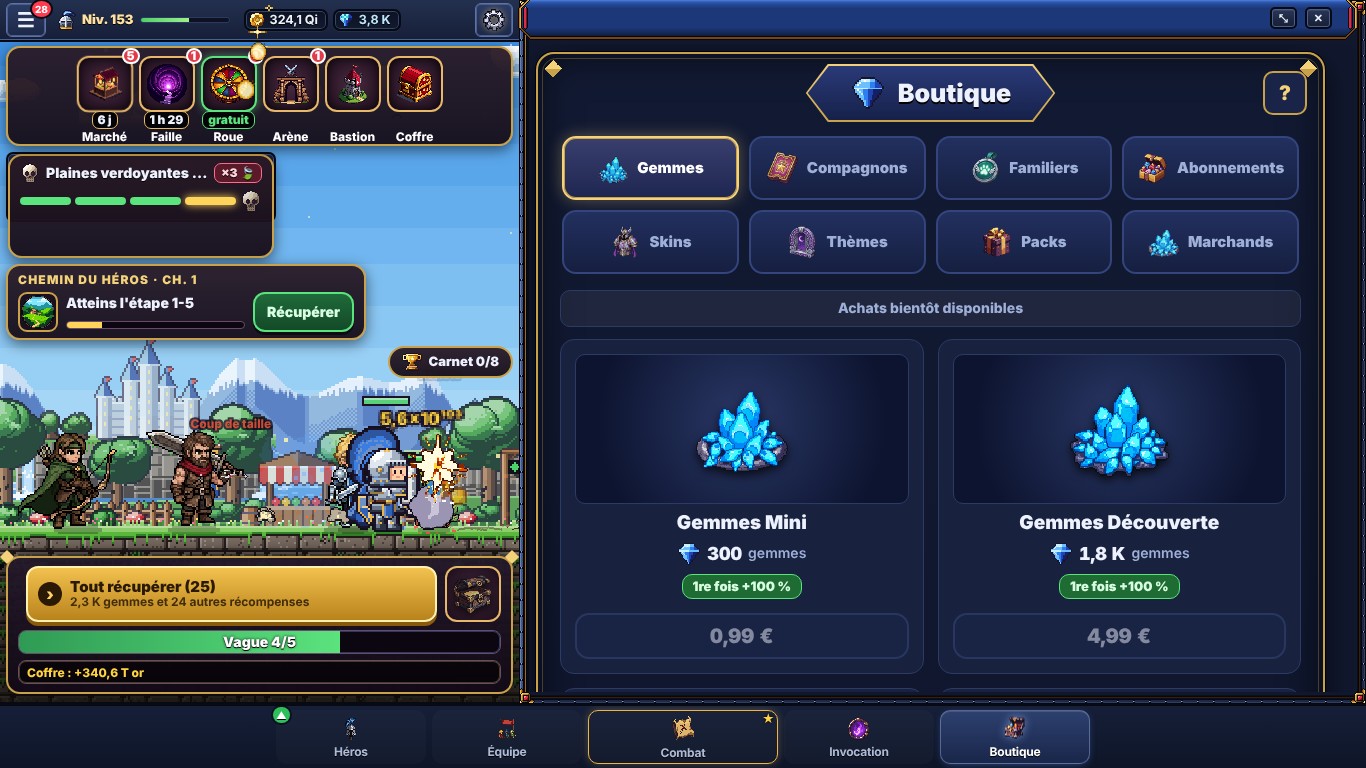 28
Niv. 153
324,1 Qi
3,8 K
5
1
1
6 j
1 h 29
gratuit
Marché
Faille
Roue
Arène
Bastion
Coffre
Plaines verdoyantes ...
×3
CHEMIN DU HÉROS · CH. 1
Atteins l'étape 1-5
Récupérer
Carnet 0/8
Coup de taille
Tout récupérer (25)
2,3 K gemmes et 24 autres récompenses
Vague 4/5
Coffre : +340,6 T or
Boutique
?
Gemmes
Compagnons
Familiers
Abonnements
Skins
Thèmes
Packs
Marchands
Achats bientôt disponibles
Gemmes Mini
300 gemmes
1re fois +100 %
0,99 €
Gemmes Découverte
1,8 K gemmes
1re fois +100 %
4,99 €
Héros
Équipe
Combat
Invocation
Boutique